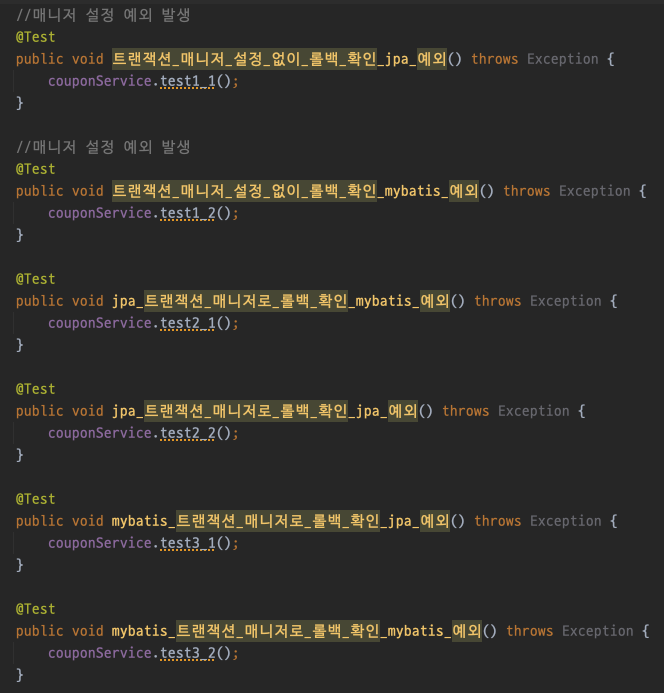 //매니저 설정 예외 발생
@Test
public void 트랜잭션_매니저_설정_없이_롤백_확인_jpa_예외() throws Exception {
    couponService.test1_1();
}
//매니저 설정 예외 발생
@Test
public void 트랜잭션_매니저_설정_없이_롤백_확인_mybatis_예외() throws Exception {
    couponService.test1_2();
}
@Test
public void jpa_트랜잭션_매니저로_롤백_확인_mybatis_예외() throws Exception {
    couponService.test2_1();
}
@Test
public void jpa_트랜잭션_매니저로_롤백_확인_jpa_예외() throws Exception {
    couponService.test2_2();
}
@Test
public void mybatis_트랜잭션_매니저로_롤백_확인_jpa_예외() throws Exception {
    couponService.test3_1();
}
@Test
public void mybatis_트랜잭션_매니저로_롤백_확인_mybatis_예외() throws Exception {
    couponService.test3_2();
}